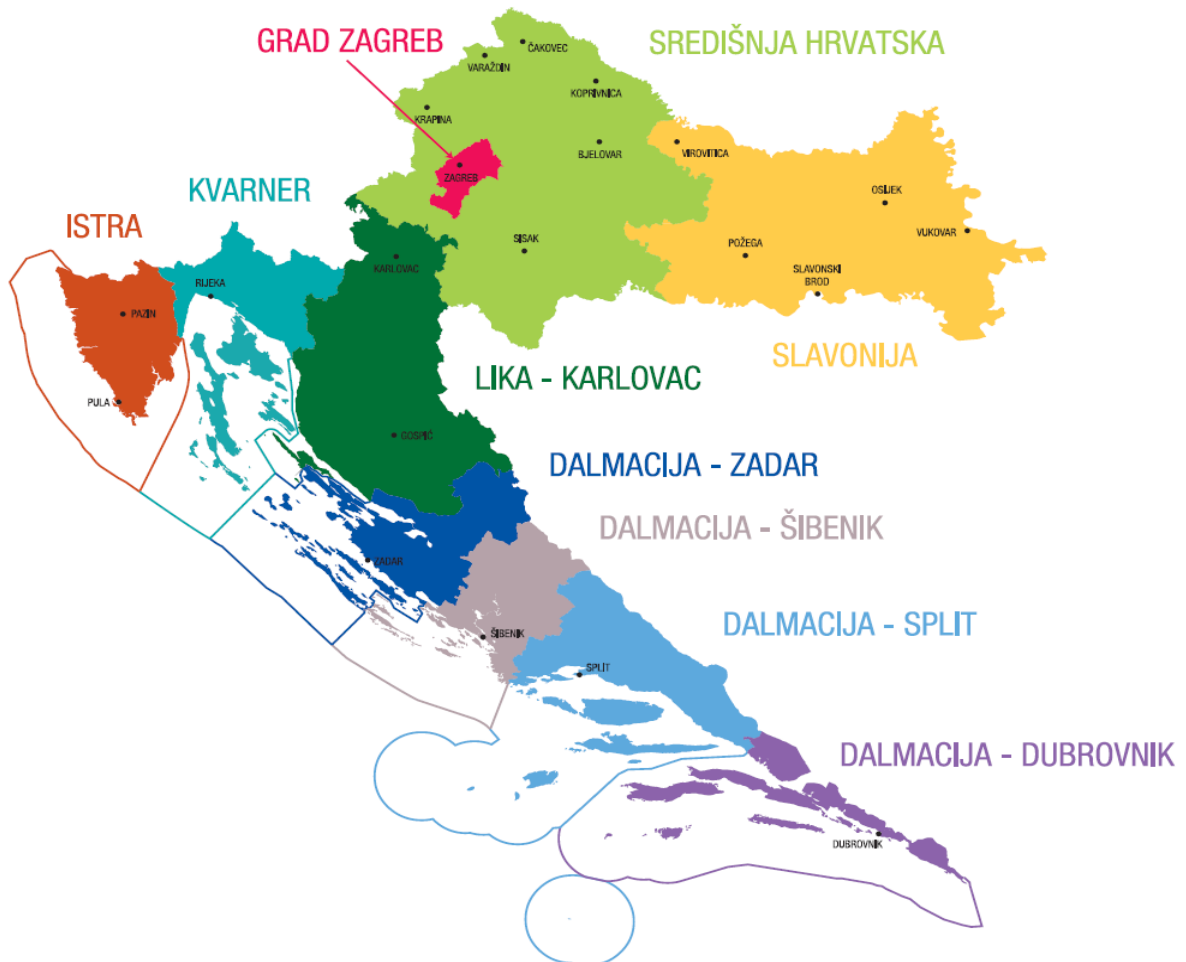 GRAD ZAGREB
SREDIŠNJA HRVATSKA
ČAKOVEC
VARAŽDIN
KOPRIVNICA
KRAPINA
BJELOVAR
VIROVITICA
ZAGREB
KVARNER
OSIJEK
ISTRA
VUKOVAR
SISAK
POŽEGA
KARLOVAC
SLAVONSKI
BROD
RIJEKA
PAZIN
SLAVONIJA
LIKA - KARLOVAC
PULA
GOSPIĆ
DALMACIJA - ZADAR
DALMACIJA - ŠIBENIK
ZADAR
DALMACIJA - SPLIT
ŠIBENIK
SPLIT
DALMACIJA - DUBROVNIK
DUBROVNIK